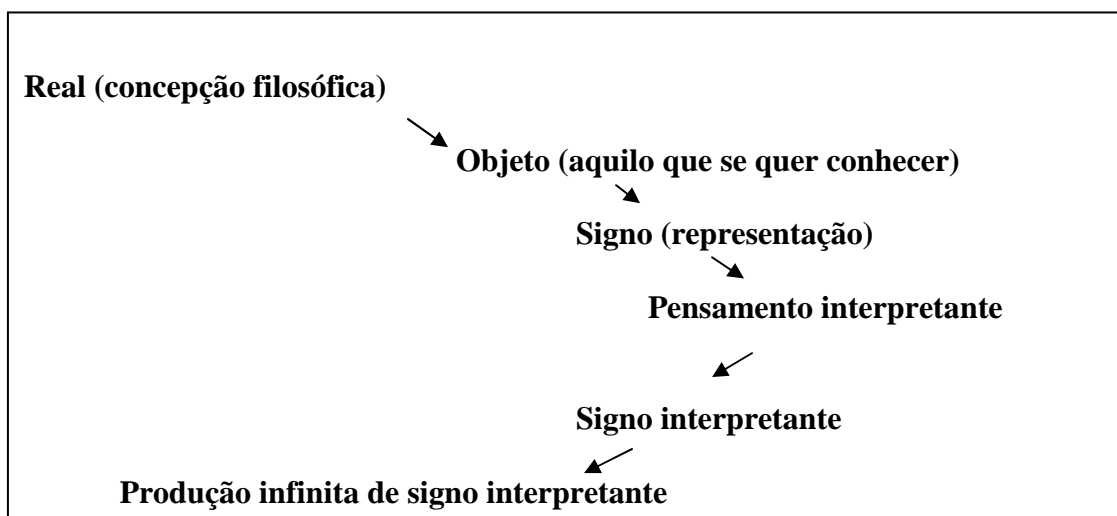 Real (concepção filosófica)
Objeto (aquilo que se quer conhecer)
Signo (representação)
Pensamento interpretante
Signo interpretante
Produção infinita de signo interpretante